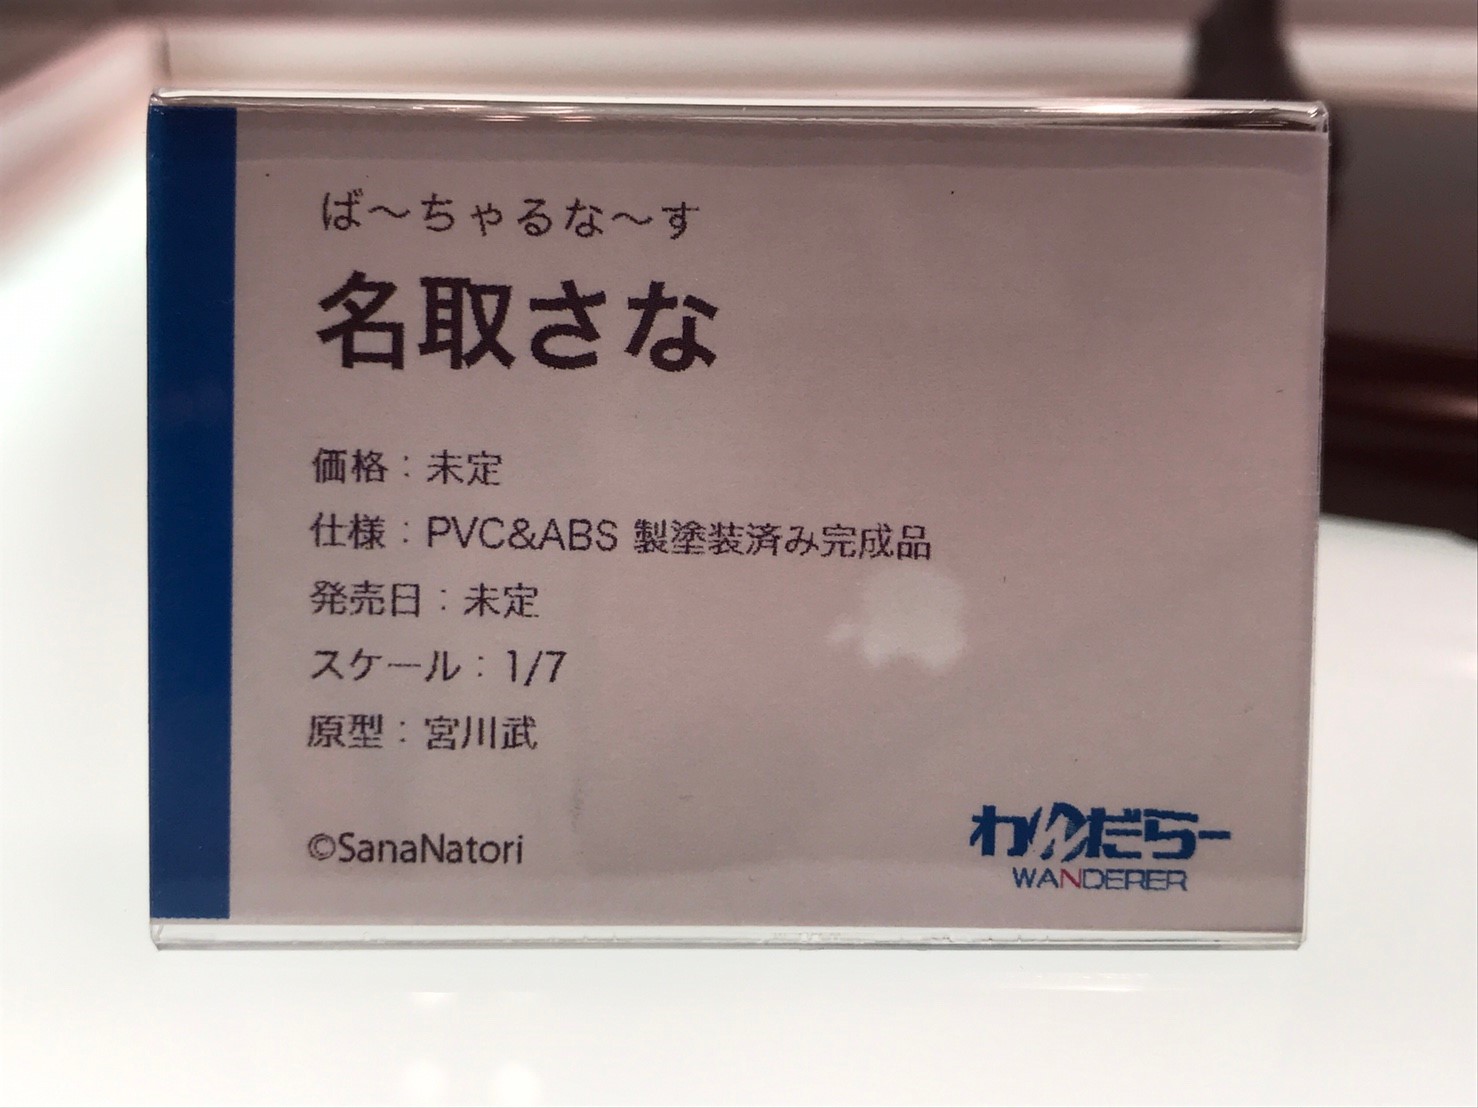 ば〜ちゃるな〜す
名取さな
価格：未定
仕様：PVC&ABS 製塗装済み完成品
発売日：未定
スケール：1/7
原型：宮川武
©SanaNatori
わんだらー
WANDERER